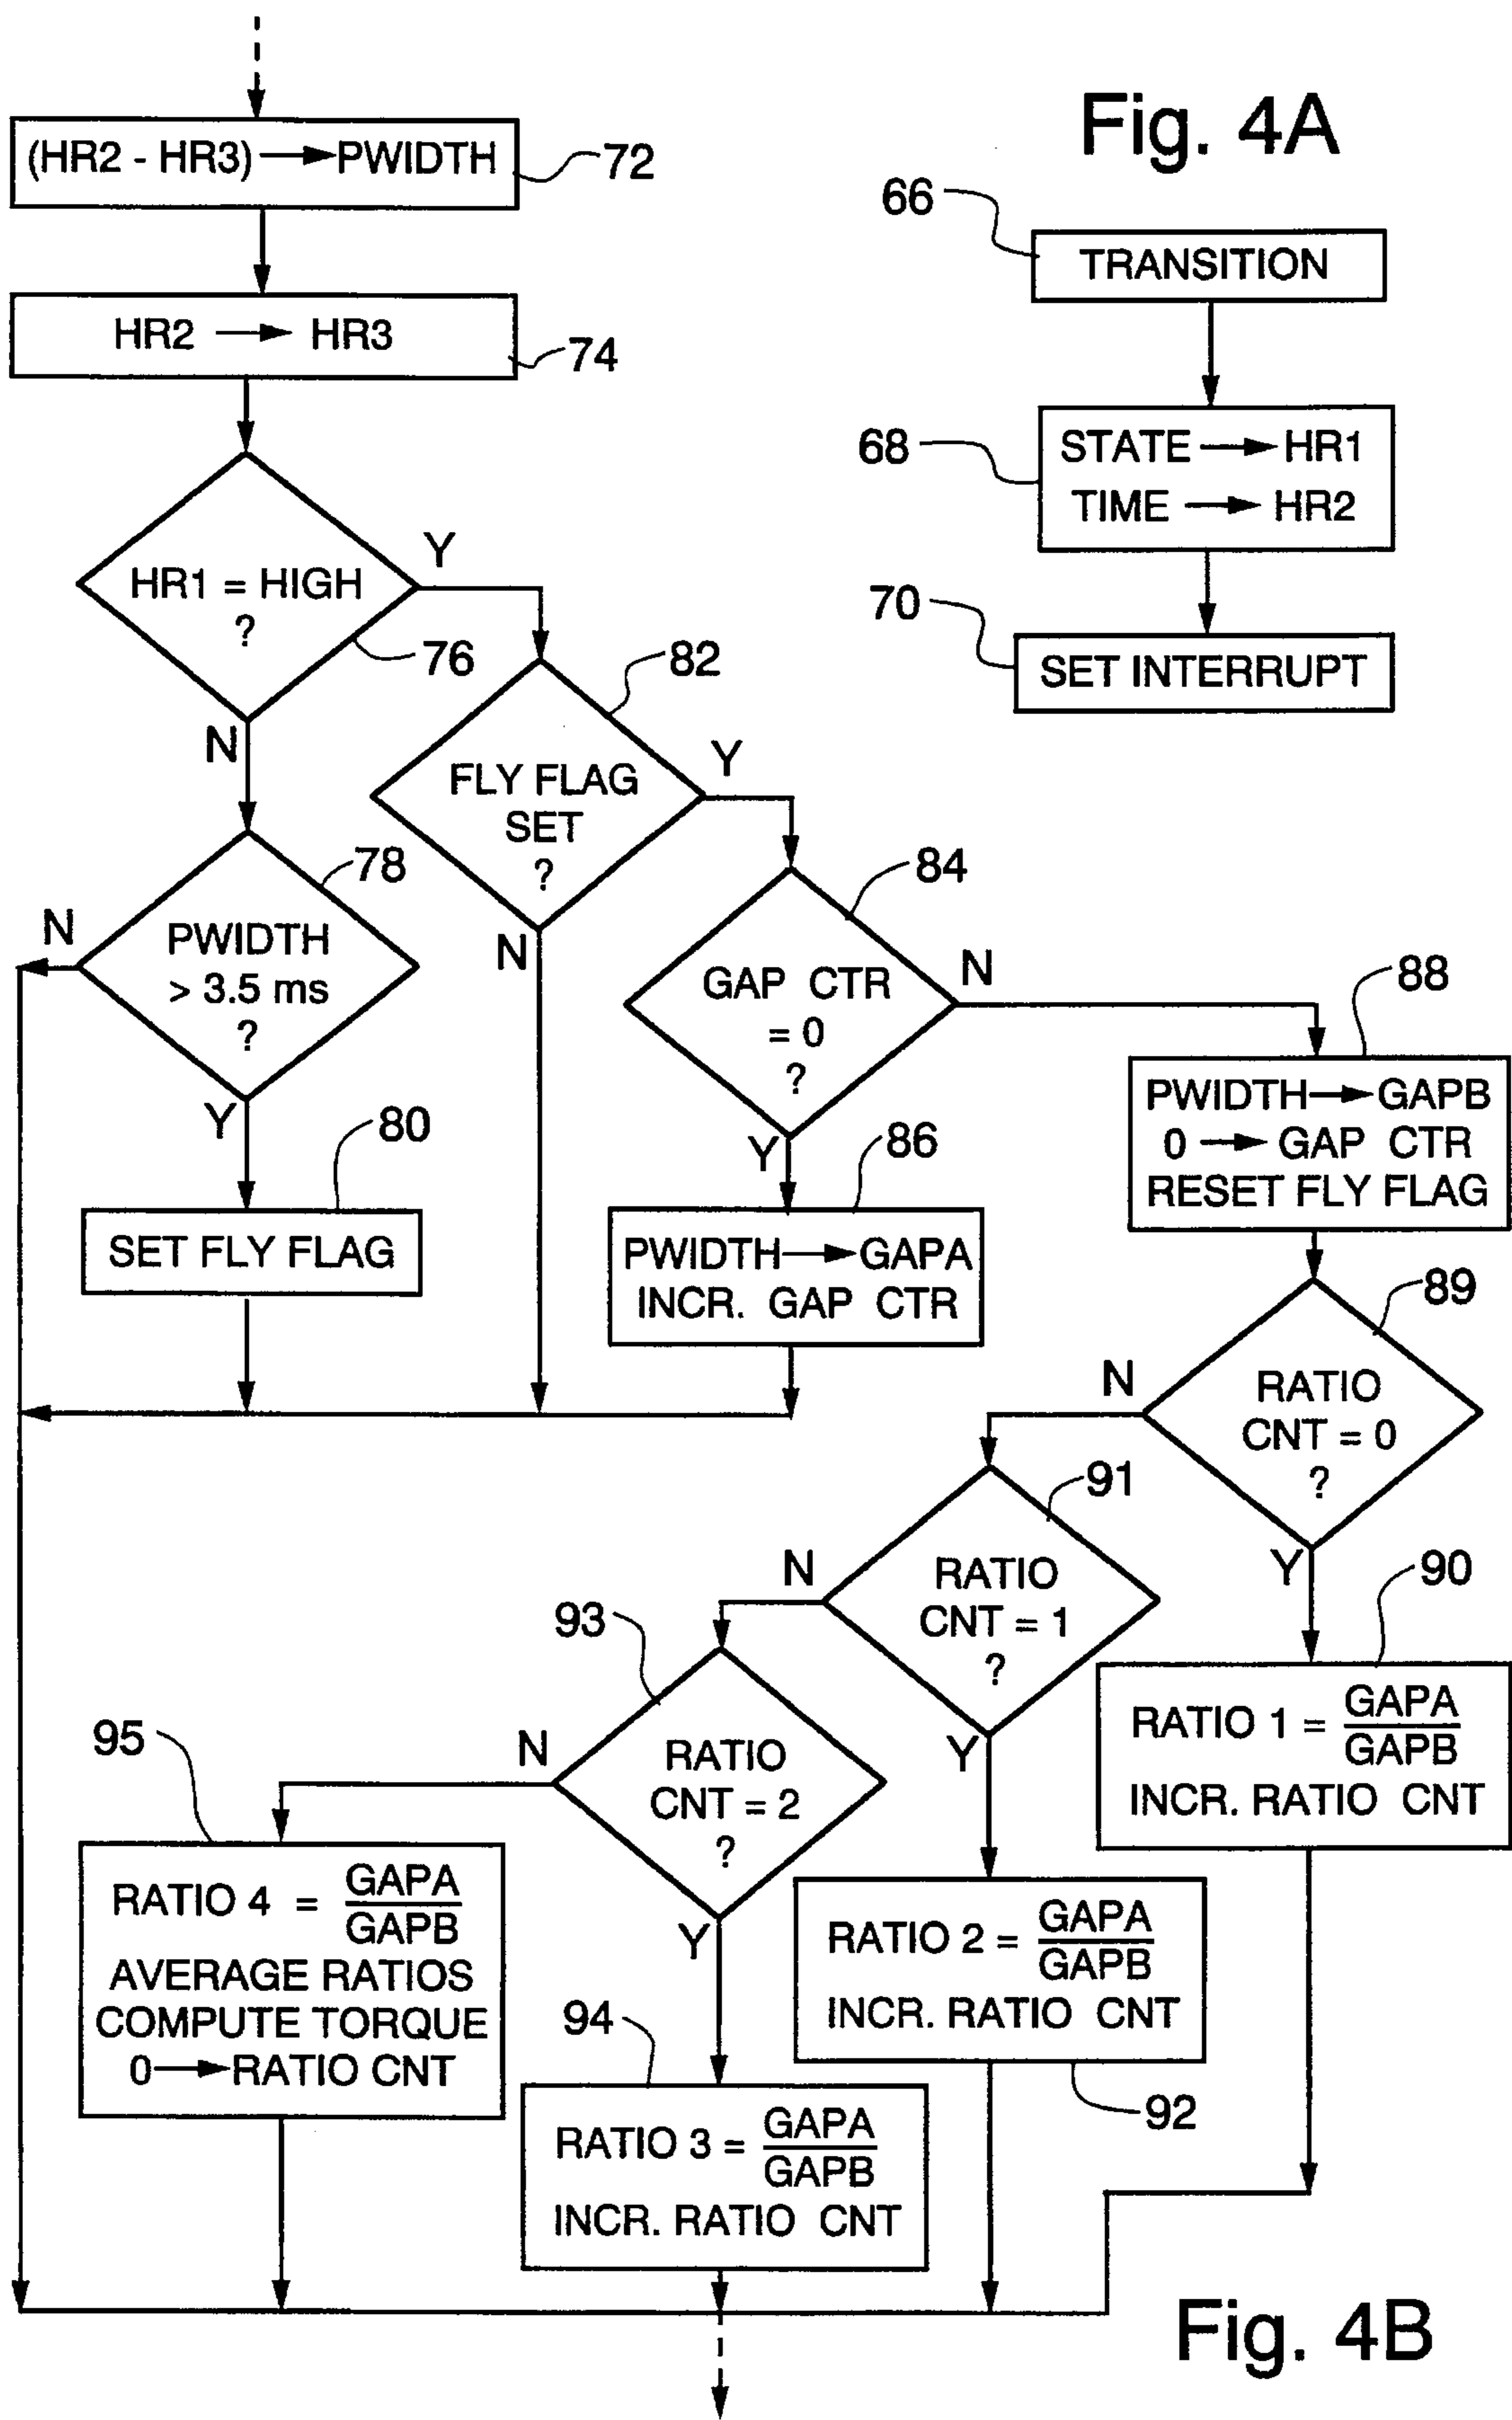 Fig. 4A
66
TRANSITION
68
STATE → HR1
TIME → HR2
70
SET INTERRUPT
(HR2 - HR3) → PWIDTH
72
HR2 → HR3
74
HR1 = HIGH
?
Y
N
76
82
FLY FLAG
SET
?
Y
N
78
PWIDTH
> 3.5 ms
?
N
Y
80
SET FLY FLAG
84
GAP CTR
= 0
?
N
Y
86
PWIDTH → GAPA
INCR. GAP CTR
88
PWIDTH → GAPB
0 → GAP CTR
RESET FLY FLAG
89
RATIO
CNT = 0
?
N
Y
90
RATIO 1 = GAPA
GAPB
INCR. RATIO CNT
91
RATIO
CNT = 1
?
N
Y
RATIO 2 = GAPA
GAPB
INCR. RATIO CNT
92
93
RATIO
CNT = 2
?
N
Y
94
RATIO 3 = GAPA
GAPB
INCR. RATIO CNT
95
RATIO 4 = GAPA
GAPB
AVERAGE RATIOS
COMPUTE TORQUE
0 → RATIO CNT
Fig. 4B